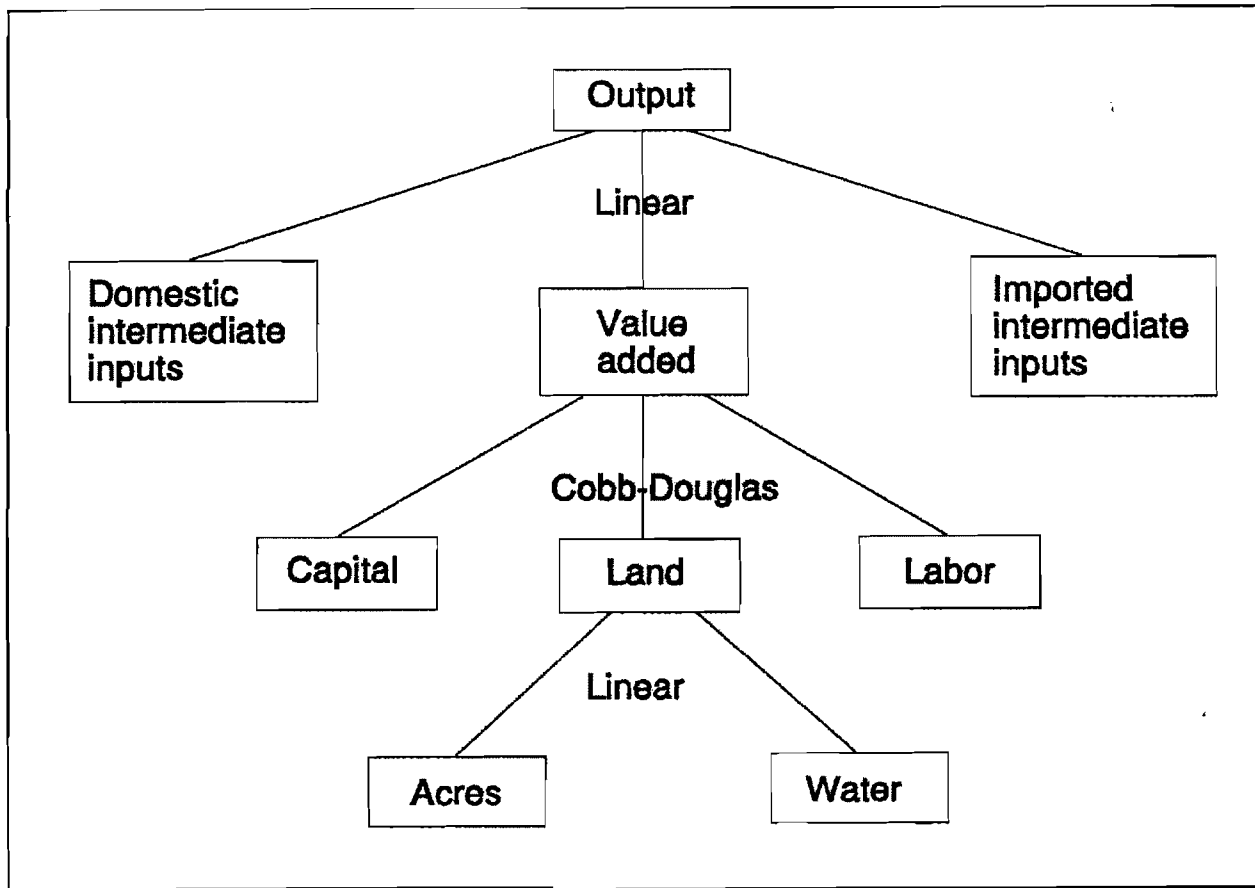 Output
Linear
Domestic
intermediate
inputs
Value
added
Imported
intermediate
inputs
Cobb-Douglas
Capital
Land
Labor
Linear
Acres
Water